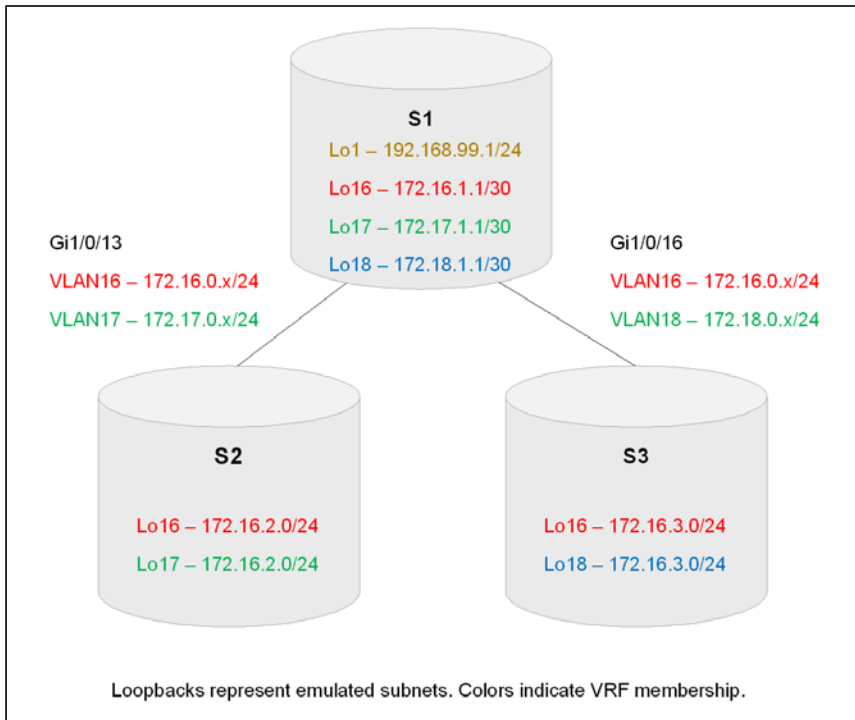 S1
Lo1 – 192.168.99.1/24
Lo16 – 172.16.1.1/30
Lo17 – 172.17.1.1/30
Lo18 – 172.18.1.1/30
Gi1/0/13
VLAN16 – 172.16.0.x/24
VLAN17 – 172.17.0.x/24
Gi1/0/16
VLAN16 – 172.16.0.x/24
VLAN18 – 172.18.0.x/24
S2
Lo16 – 172.16.2.0/24
Lo17 – 172.16.2.0/24
S3
Lo16 – 172.16.3.0/24
Lo18 – 172.16.3.0/24
Loopbacks represent emulated subnets. Colors indicate VRF membership.